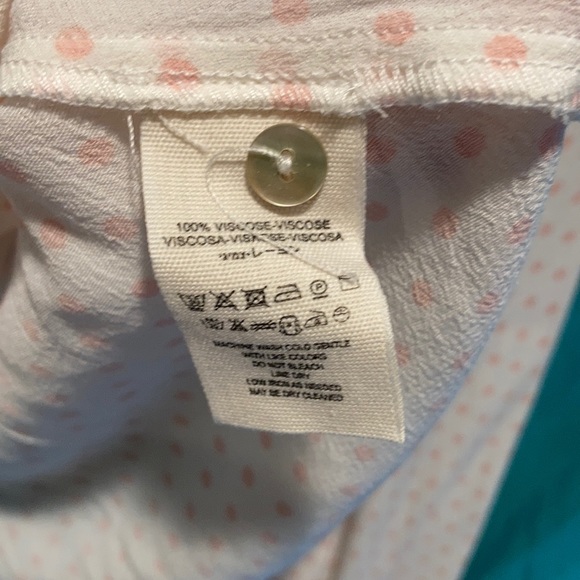 100% VISCOSE-VISCOSE
VISCOSA-VISKOSE-VISCOSA
MACHINE WASH COLD GENTLE
WITH LIKE COLORS
DO NOT BLEACH
LINE DRY
LOW IRON AS NEEDED
MAY BE DRY CLEANED